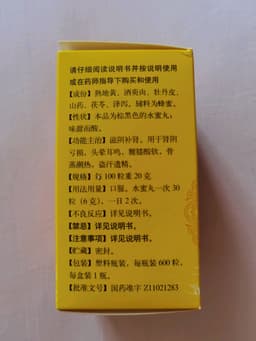 请仔细阅读说明书并按说明使用
或在药师指导下购买和使用
【成份】熟地黄、酒萸肉、牡丹皮、
山药、茯苓、泽泻。辅料为蜂蜜。
【性状】本品为棕黑色的水蜜丸；
味甜而酸。
【功能主治】滋阴补肾。用于肾阴
亏损，头晕耳鸣，腰膝酸软，骨
蒸潮热，盗汗遗精。
【规格】每100粒重20克
【用法用量】口服。水蜜丸一次30
粒(6克)，一日2次。
【不良反应】详见说明书。
【禁忌】详见说明书。
【注意事项】详见说明书。
【贮藏】密封。
【包装】塑料瓶装，每瓶装600粒，
每盒装1瓶。
【批准文号】国药准字Z11021283